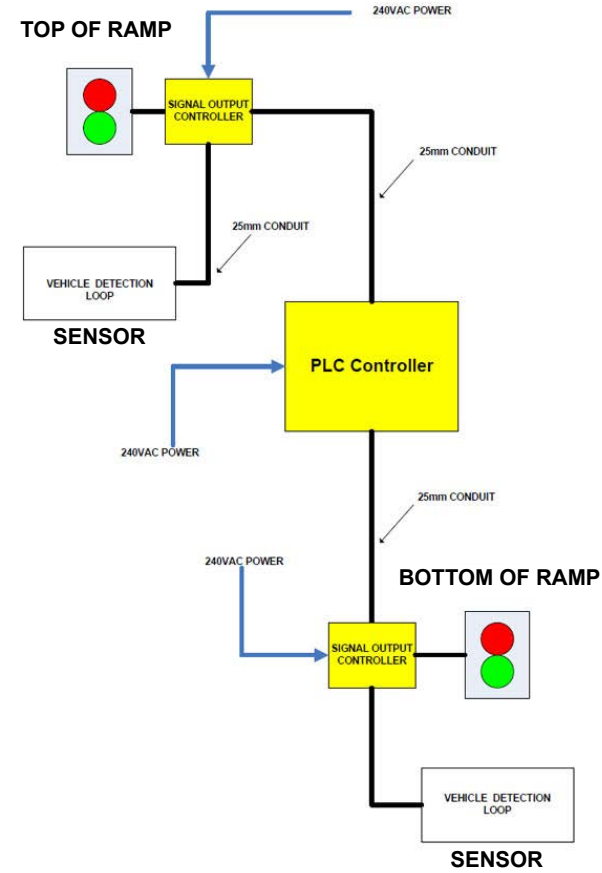 240VAC POWER
TOP OF RAMP
SIGNAL OUTPUT
CONTROLLER
25mm CONDUIT
25mm CONDUIT
VEHICLE DETECTION
LOOP
SENSOR
PLC Controller
240VAC POWER
25mm CONDUIT
240VAC POWER
BOTTOM OF RAMP
SIGNAL OUTPUT
CONTROLLER
VEHICLE DETECTION
LOOP
SENSOR